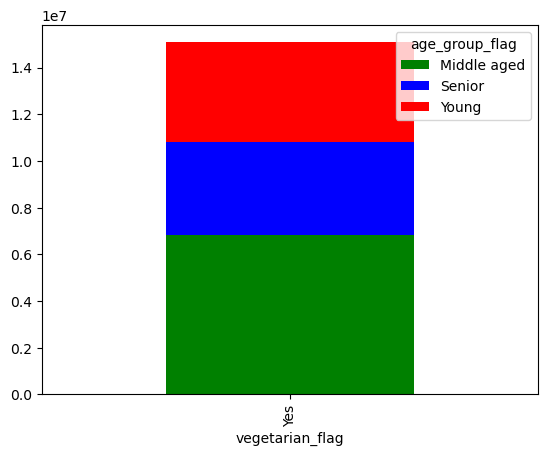 1e7
1.4
1.2
1.0
0.8
0.6
0.4
0.2
0.0
age_group_flag
Middle aged
Senior
Young
Yes
vegetarian_flag